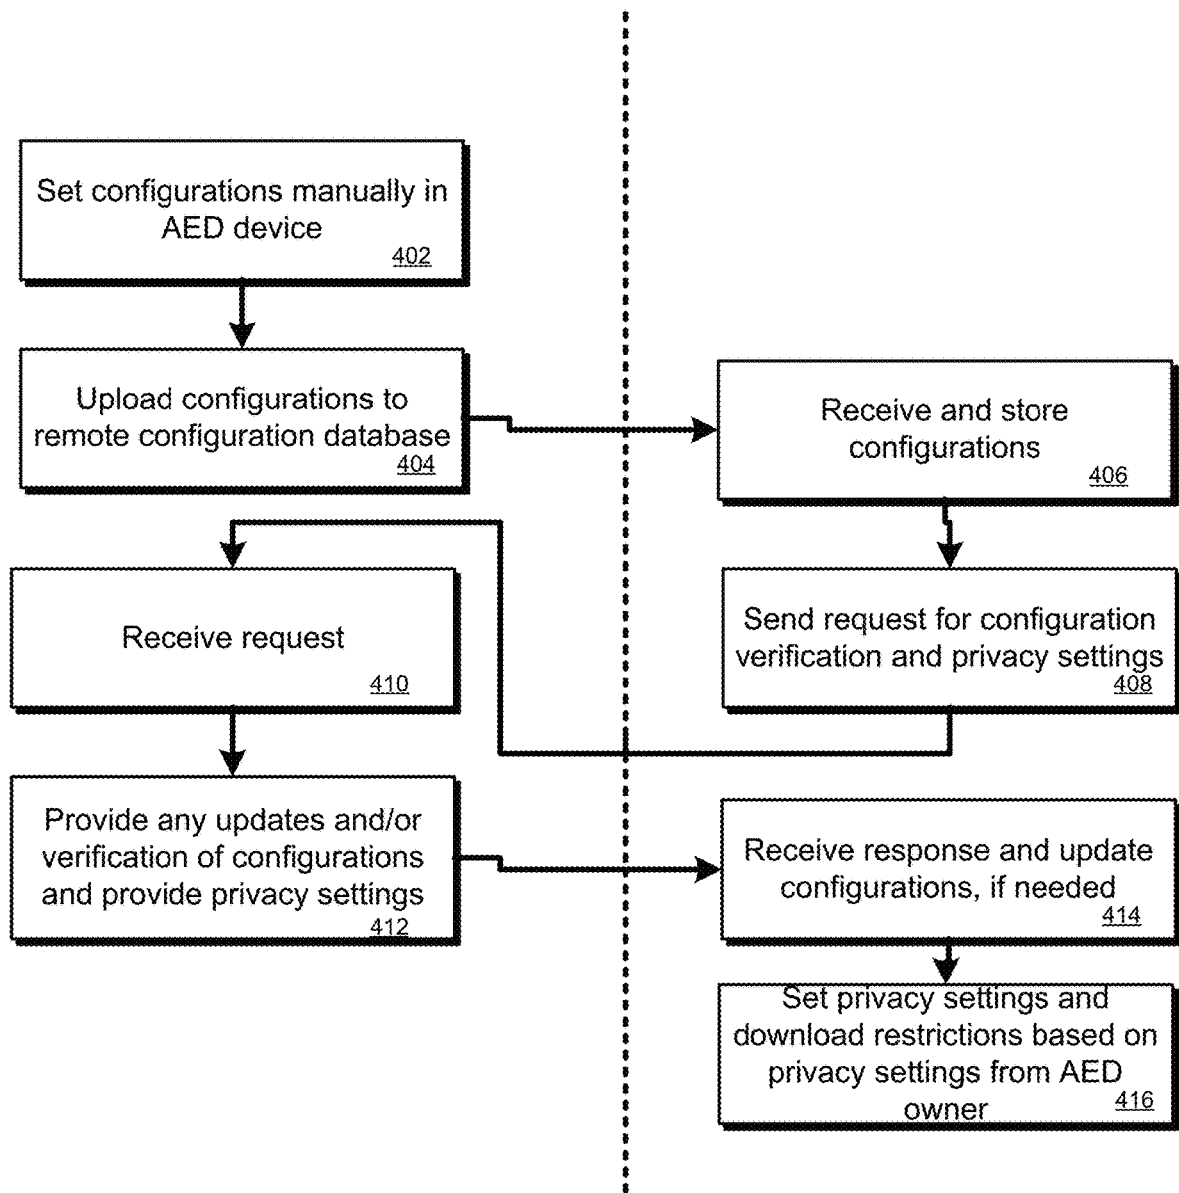 Set configurations manually in
AED device
402
Upload configurations to
remote configuration database
404
Receive and store
configurations
406
Send request for configuration
verification and privacy settings
408
Receive request
410
Provide any updates and/or
verification of configurations
and provide privacy settings
412
Receive response and update
configurations, if needed
414
Set privacy settings and
download restrictions based on
privacy settings from AED
owner
416